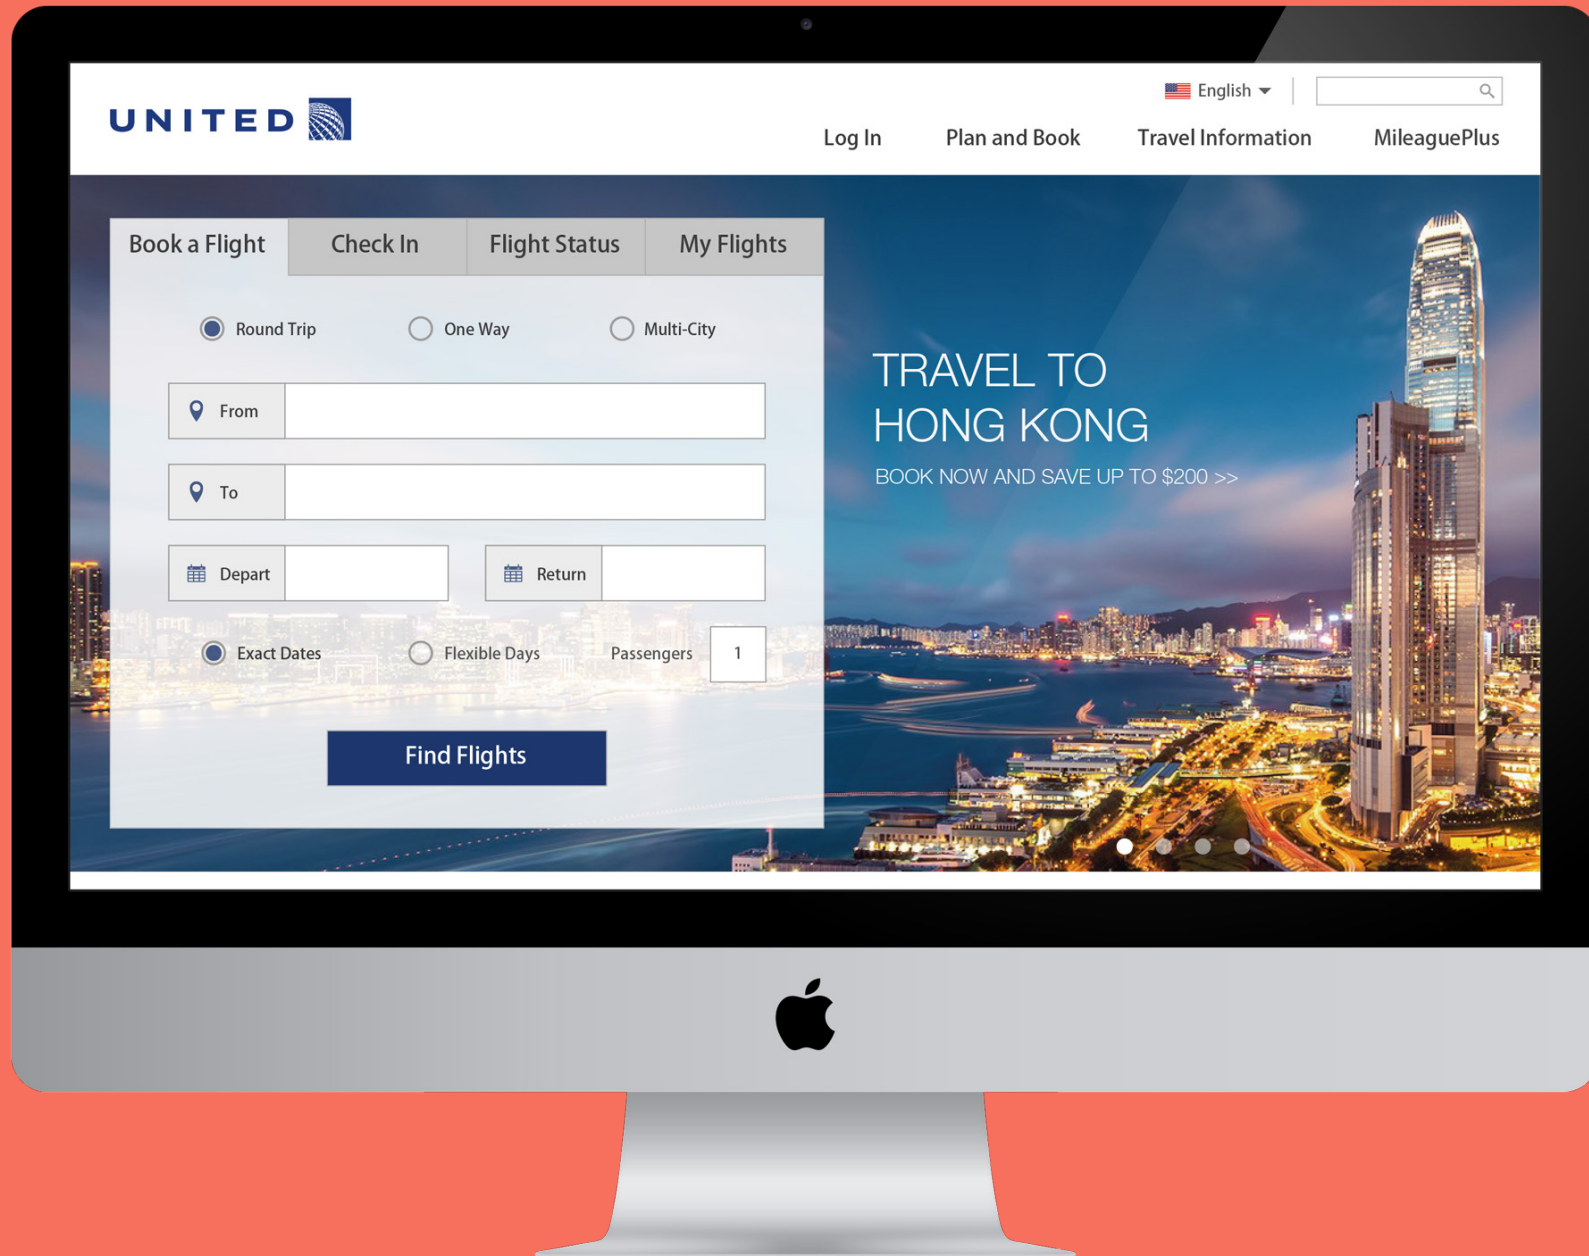 UNITED
English
Log In Plan and Book Travel Information MileaguePlus
Book a Flight Check In Flight Status My Flights
Round Trip One Way Multi-City
From
To
Depart Return
Exact Dates Flexible Days Passengers 1
Find Flights
TRAVEL TO
HONG KONG
BOOK NOW AND SAVE UP TO $200 >>